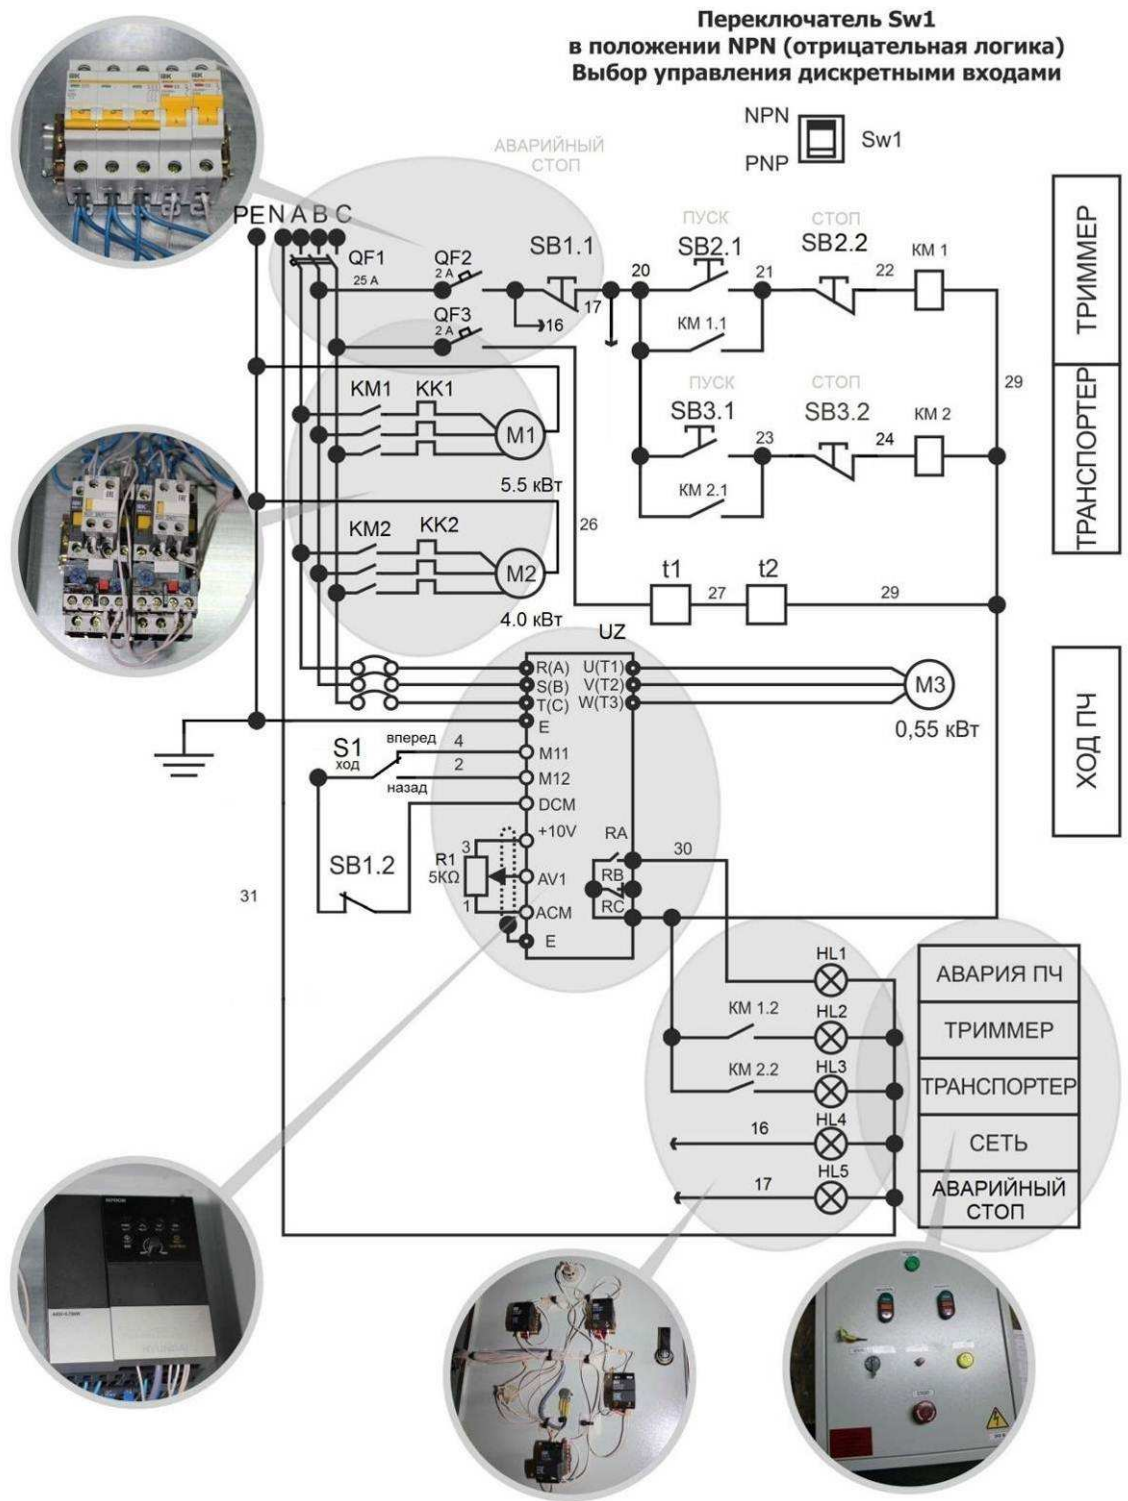 Переключатель Sw1
в положении NPN (отрицательная логика)
Выбор управления дискретными входами
NPN
PNP
Sw1
АВАРИЙНЫЙ
СТОП
PE N A B C
QF1
25 A
QF2
2 A
SB1.1
16
17
QF3
2 A
20
ПУСК
SB2.1
21
СТОП
SB2.2
22
КМ 1
КМ 1.1
ТРИММЕР
29
ПУСК
SB3.1
23
СТОП
SB3.2
24
КМ 2
КМ 2.1
ТРАНСПОРТЕР
KM1
KK1
M1
5.5 кВт
KM2
KK2
M2
4.0 кВт
26
t1
27
t2
29
UZ
R(A) U(T1)
S(B) V(T2)
T(C) W(T3)
E
M3
0,55 кВт
ХОД ПЧ
S1
ход
вперед
4
M11
2
назад
M12
DCM
+10V
SB1.2
R1
5KΩ
3
1
AV1
ACM
E
RA
RB
RC
30
31
HL1
АВАРИЯ ПЧ
КМ 1.2
HL2
ТРИММЕР
КМ 2.2
HL3
ТРАНСПОРТЕР
16
HL4
СЕТЬ
17
HL5
АВАРИЙНЫЙ
СТОП